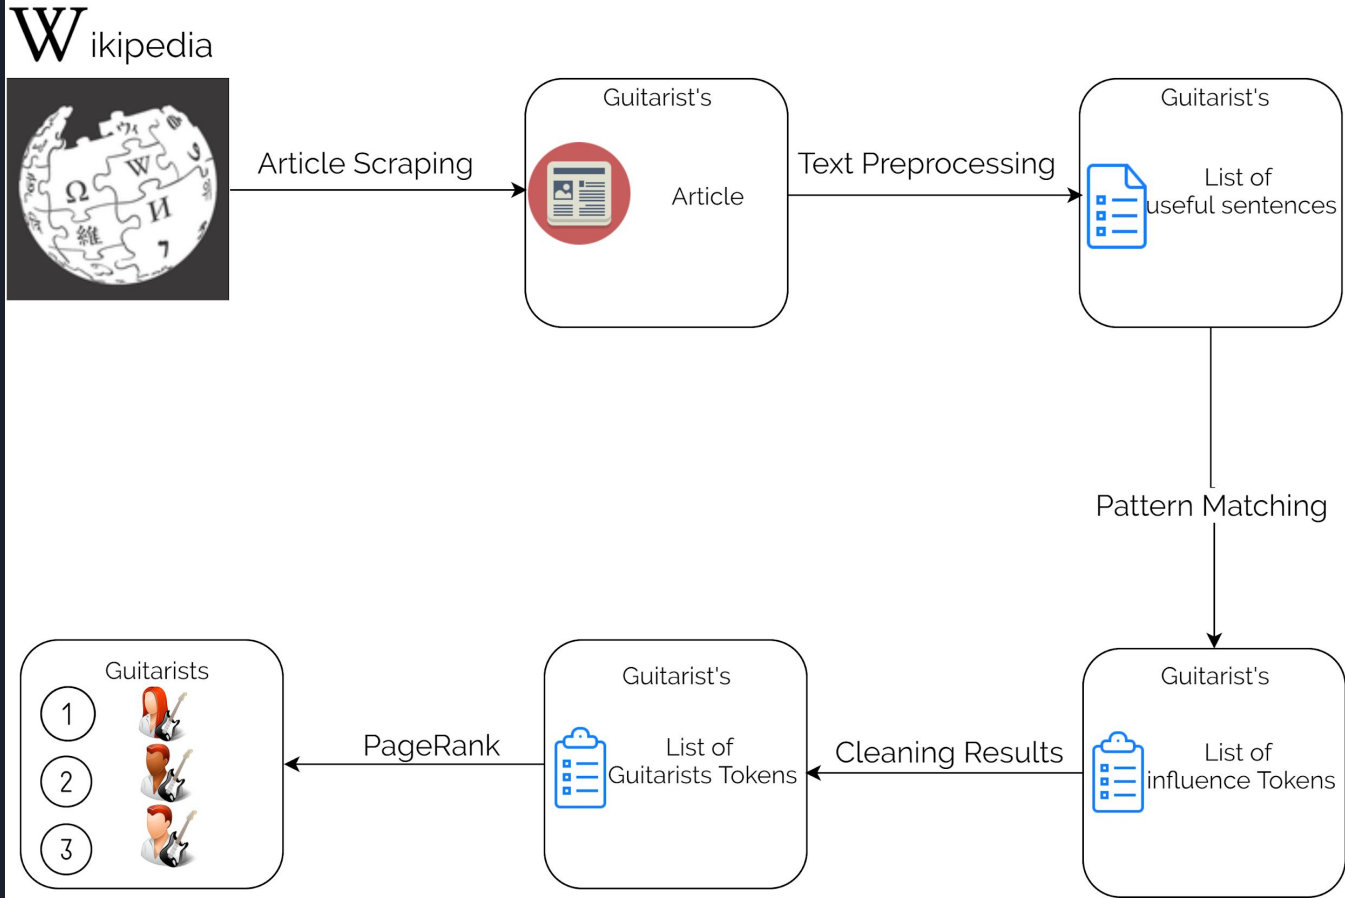 Wikipedia
Ω
W
И
維
Article Scraping
Guitarist's
Article
Text Preprocessing
Guitarist's
List of
useful sentences
Pattern Matching
Guitarist's
List of
influence Tokens
Cleaning Results
Guitarist's
List of
Guitarists Tokens
PageRank
Guitarists
1
2
3